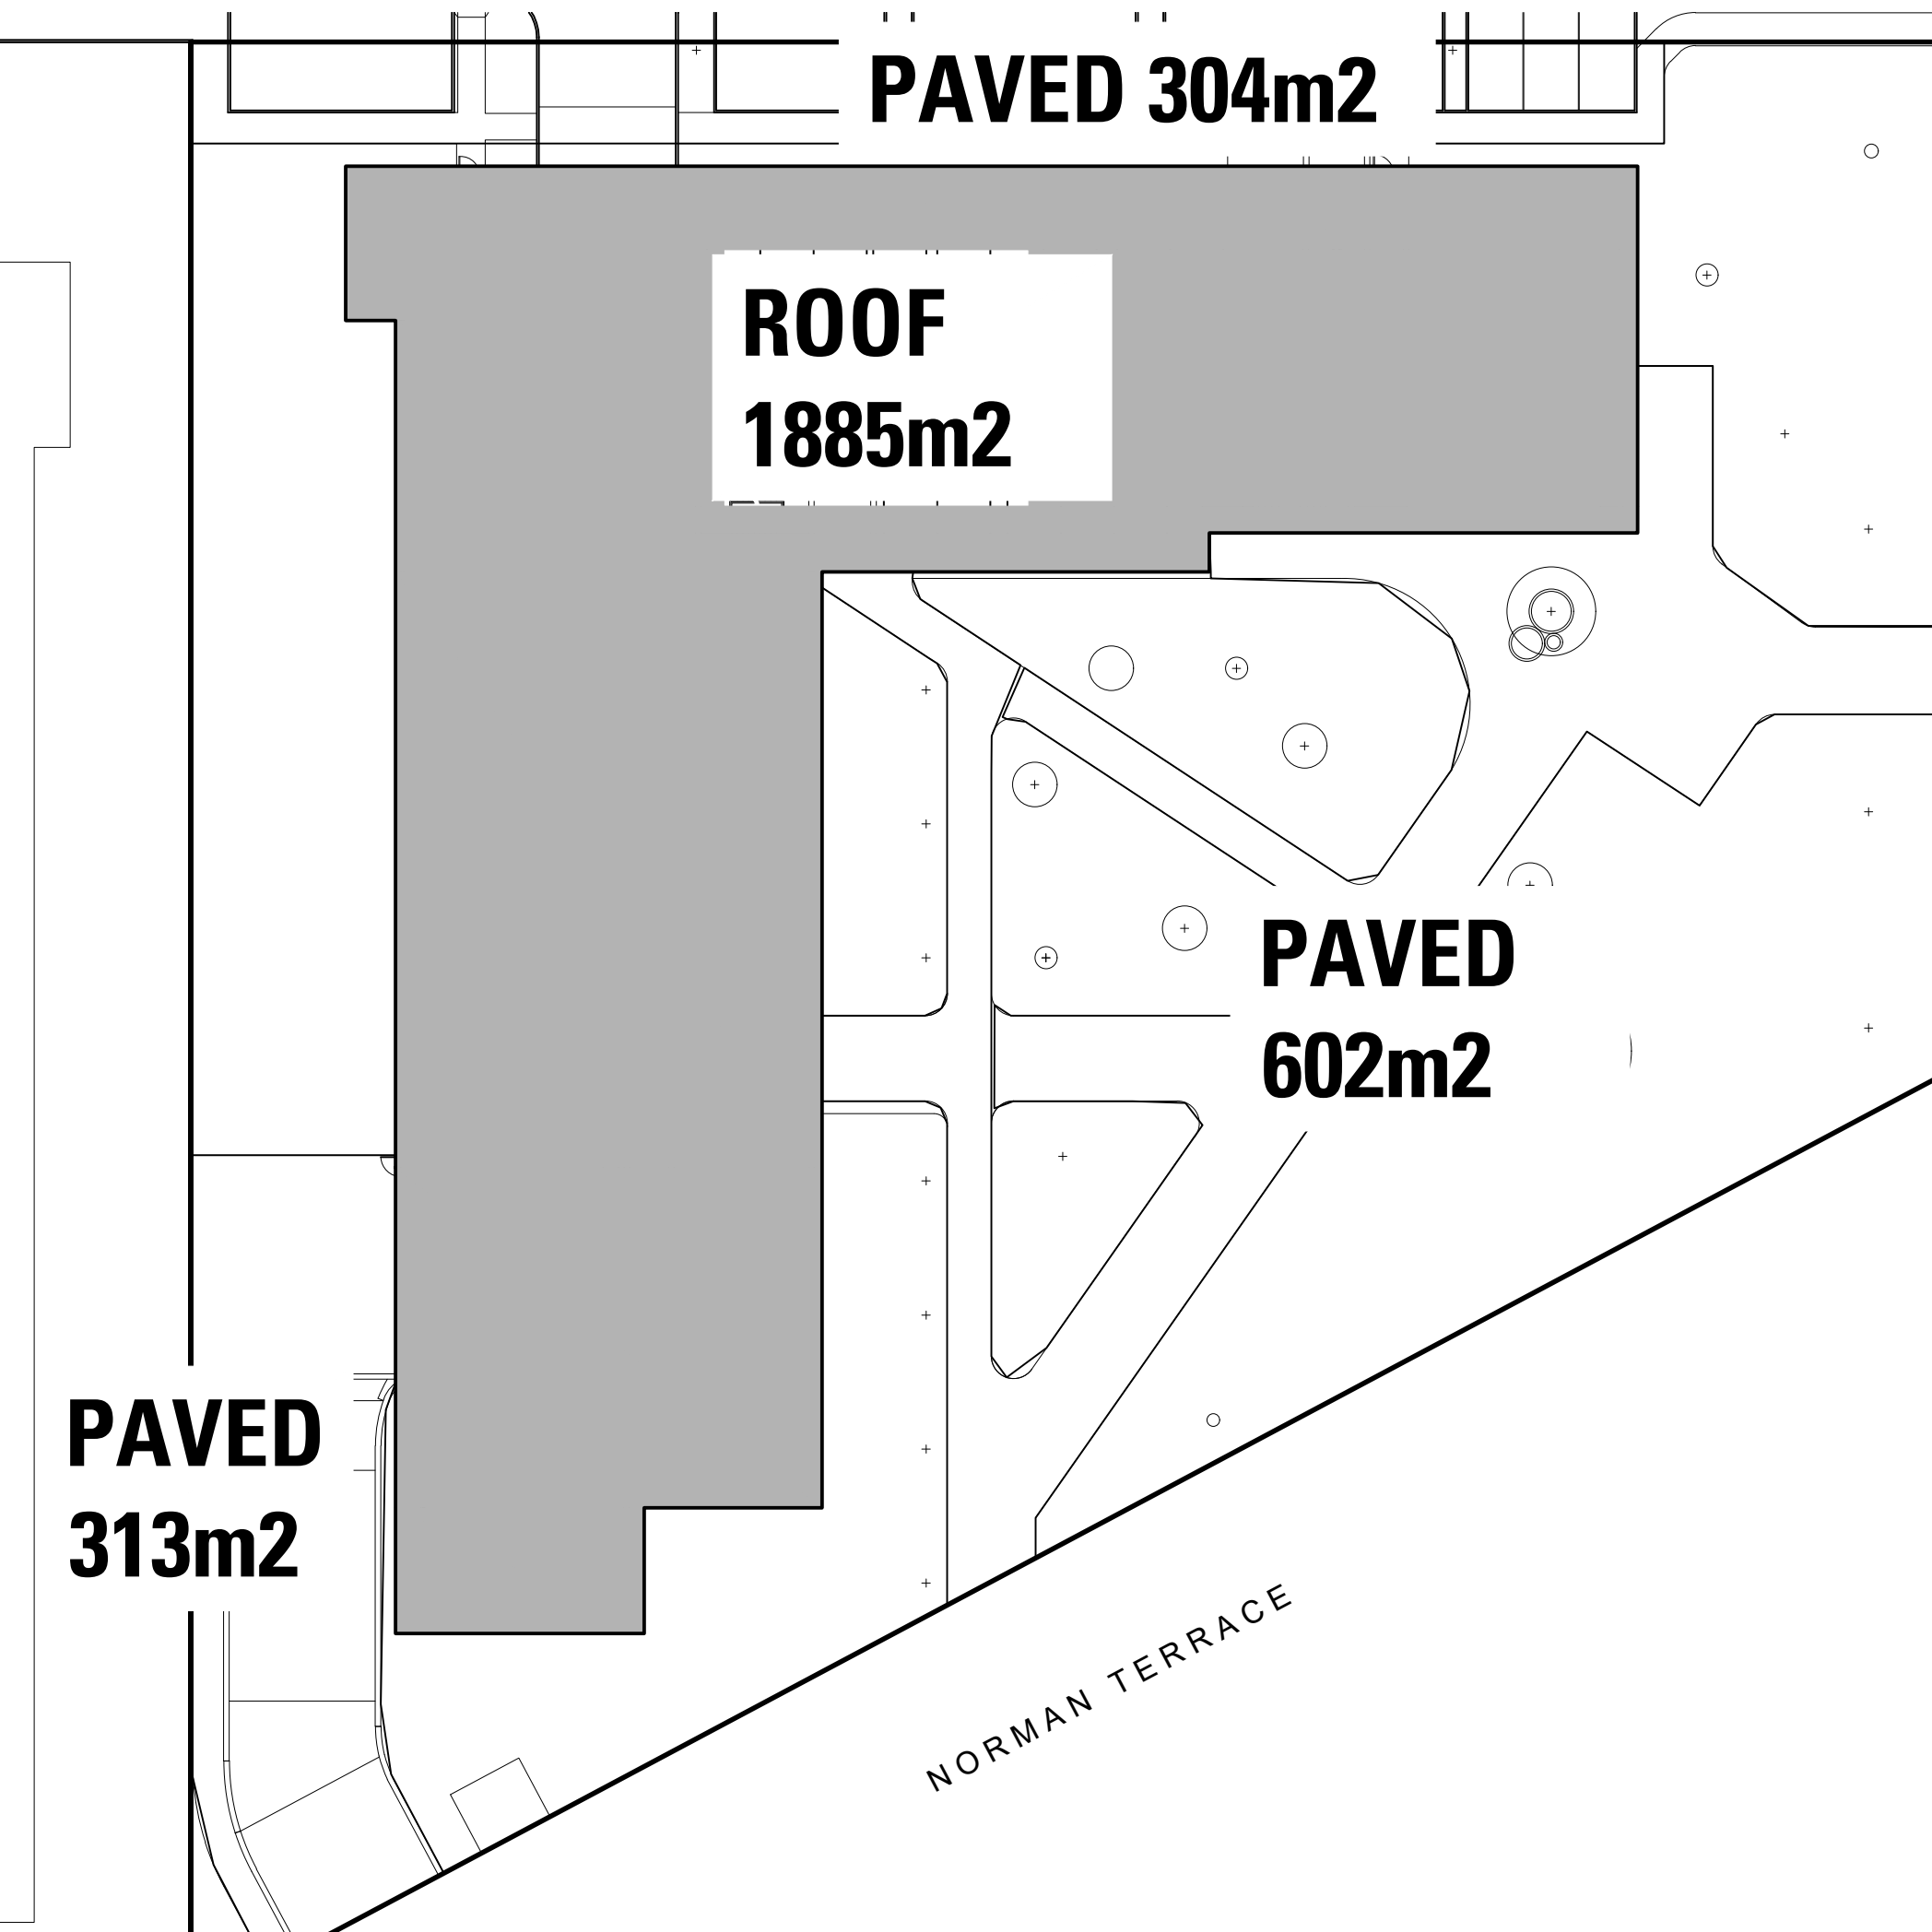 PAVED 304m2
ROOF
1885m2
PAVED
602m2
PAVED
313m2
NORMAN TERRACE